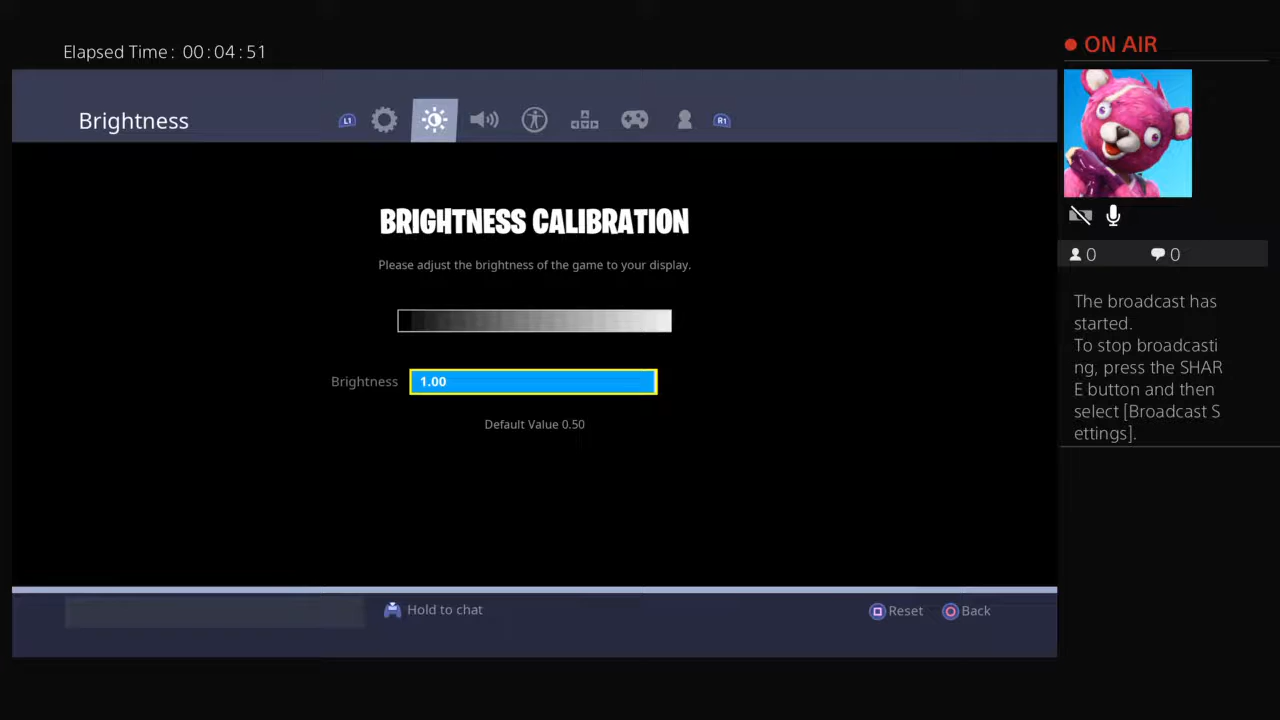 Elapsed Time: 00:04:51
ON AIR
Brightness
L1
R1
BRIGHTNESS CALIBRATION
Please adjust the brightness of the game to your display.
Brightness 1.00
Default Value 0.50
0 0
The broadcast has
started.
To stop broadcasti
ng, press the SHAR
E button and then
select [Broadcast S
ettings].
Hold to chat
Reset
Back